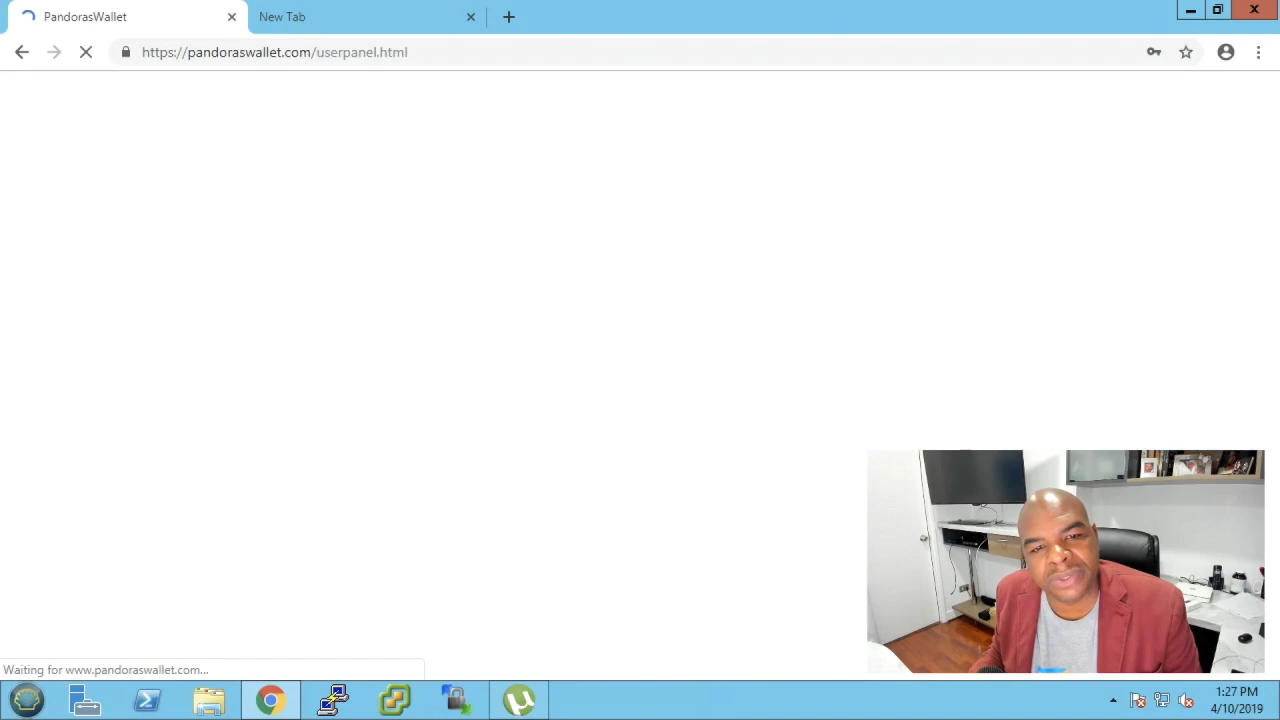 PandorasWallet
New Tab
https://pandoraswallet.com/userpanel.html
Waiting for www.pandoraswallet.com...
1:27 PM
4/10/2019